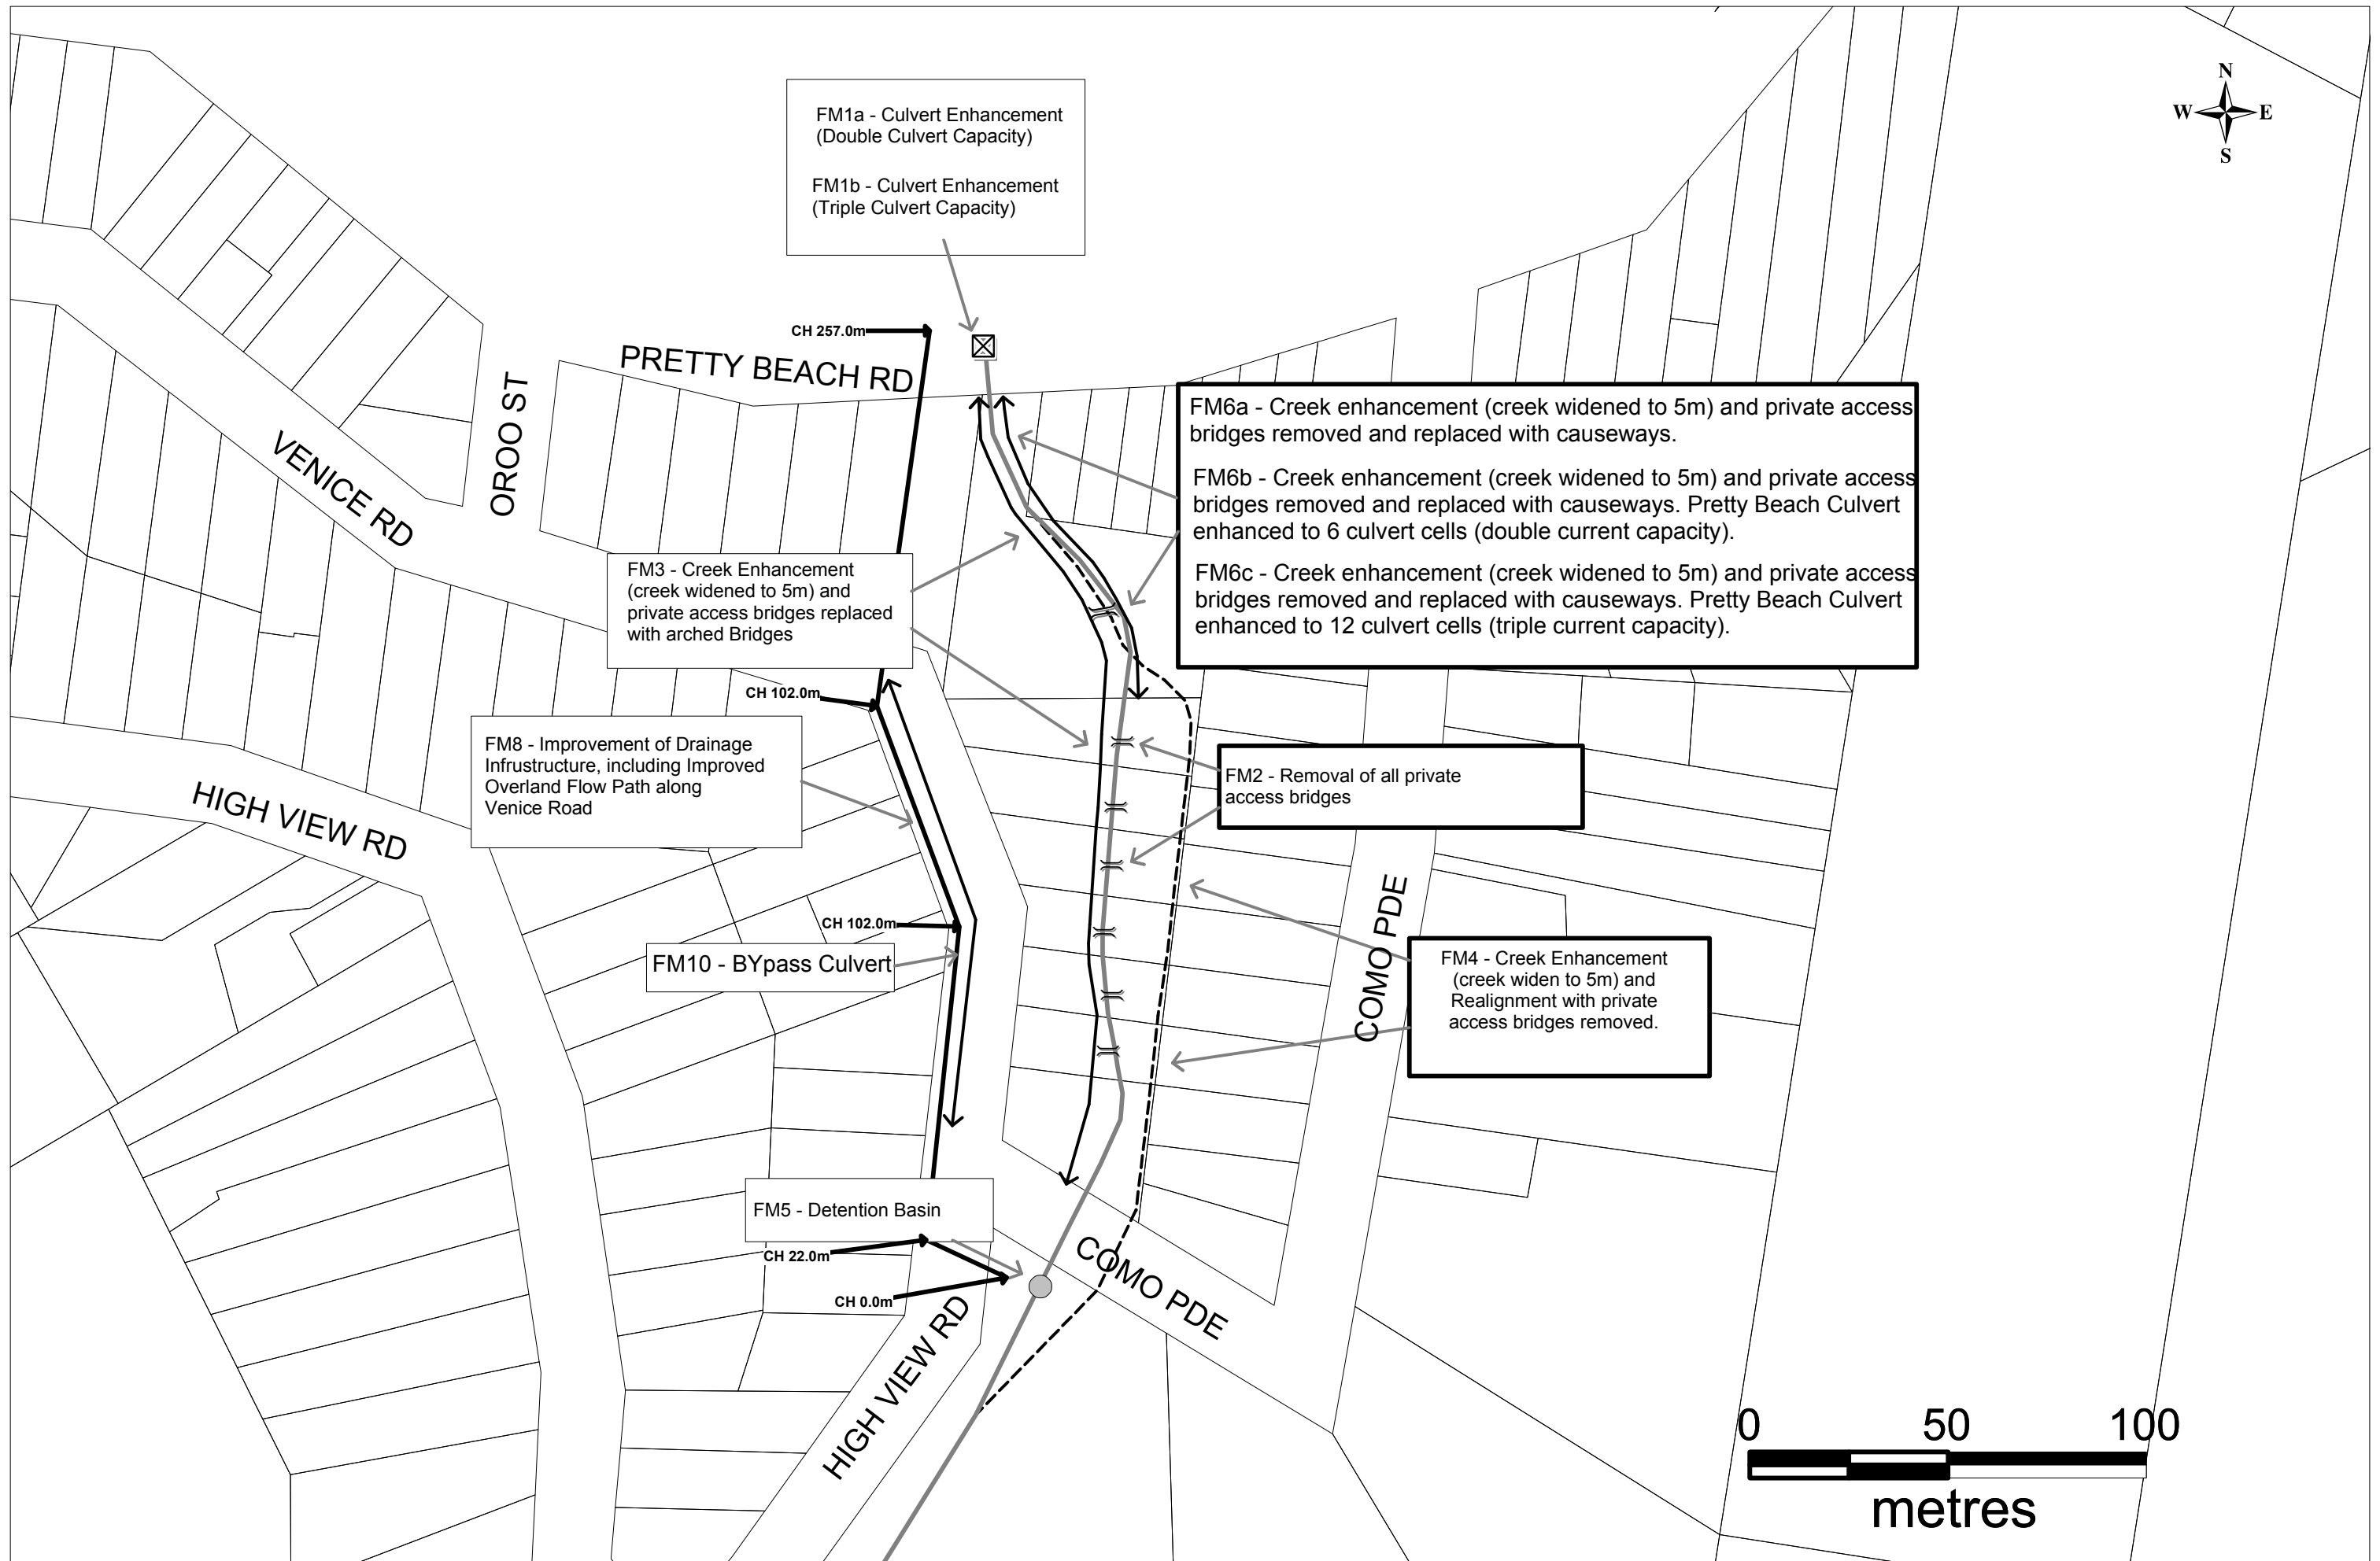 FM1a - Culvert Enhancement
(Double Culvert Capacity)
FM1b - Culvert Enhancement
(Triple Culvert Capacity)
N
W
E
S
CH 257.0m
PRETTY BEACH RD
OROO ST
VENICE RD
FM6a - Creek enhancement (creek widened to 5m) and private access
bridges removed and replaced with causeways.
FM6b - Creek enhancement (creek widened to 5m) and private access
bridges removed and replaced with causeways. Pretty Beach Culvert
enhanced to 6 culvert cells (double current capacity).
FM6c - Creek enhancement (creek widened to 5m) and private access
bridges removed and replaced with causeways. Pretty Beach Culvert
enhanced to 12 culvert cells (triple current capacity).
FM3 - Creek Enhancement
(creek widened to 5m) and
private access bridges replaced
with arched Bridges
CH 102.0m
FM8 - Improvement of Drainage
Infrustructure, including Improved
Overland Flow Path along
Venice Road
FM2 - Removal of all private
access bridges
HIGH VIEW RD
CH 102.0m
FM10 - BYpass Culvert
COMO PDE
FM4 - Creek Enhancement
(creek widen to 5m) and
Realignment with private
access bridges removed.
FM5 - Detention Basin
CH 22.0m
CH 0.0m
COMO PDE
HIGH VIEW RD
0 50 100
metres